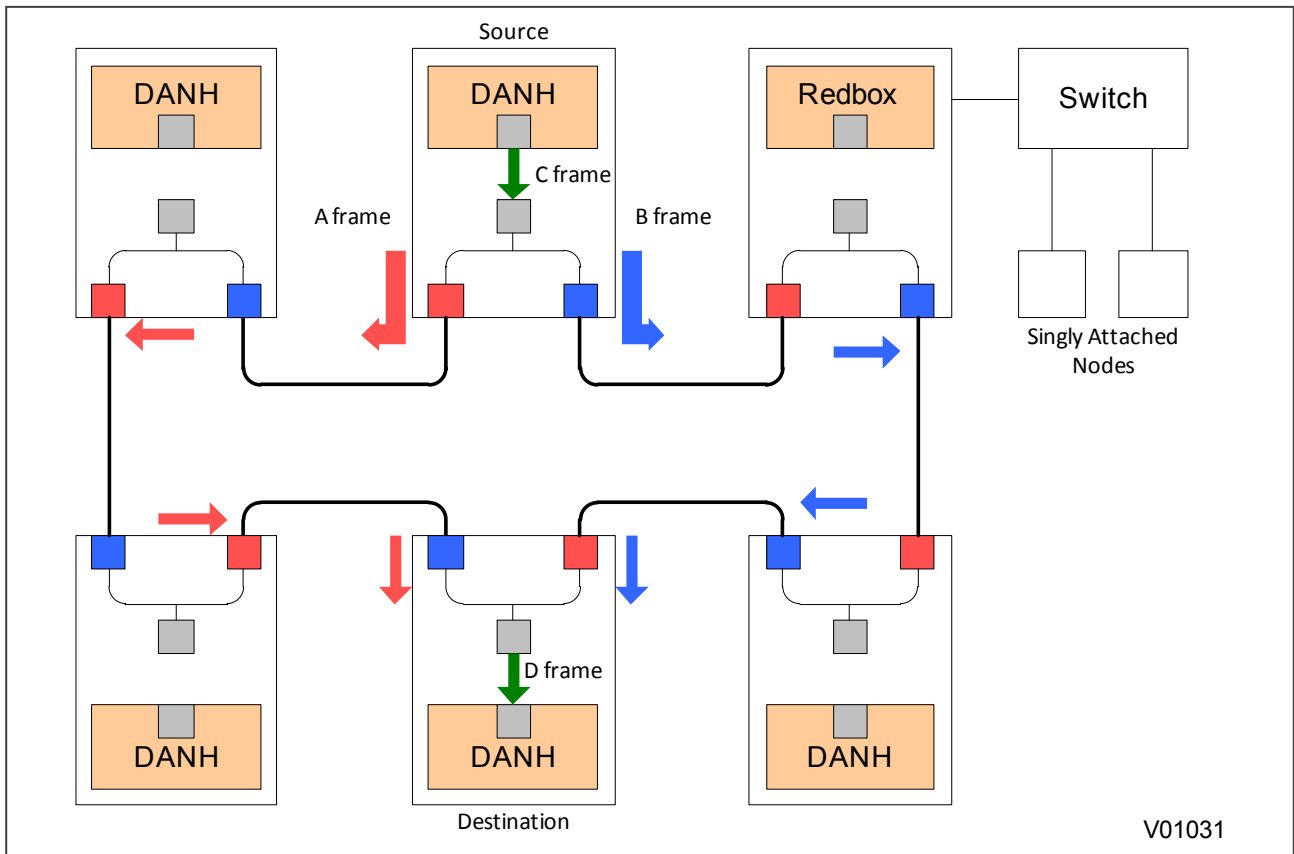 Source
DANH
DANH
Redbox
Switch
C frame
A frame
B frame
Singly Attached
Nodes
D frame
DANH
DANH
DANH
Destination
V01031